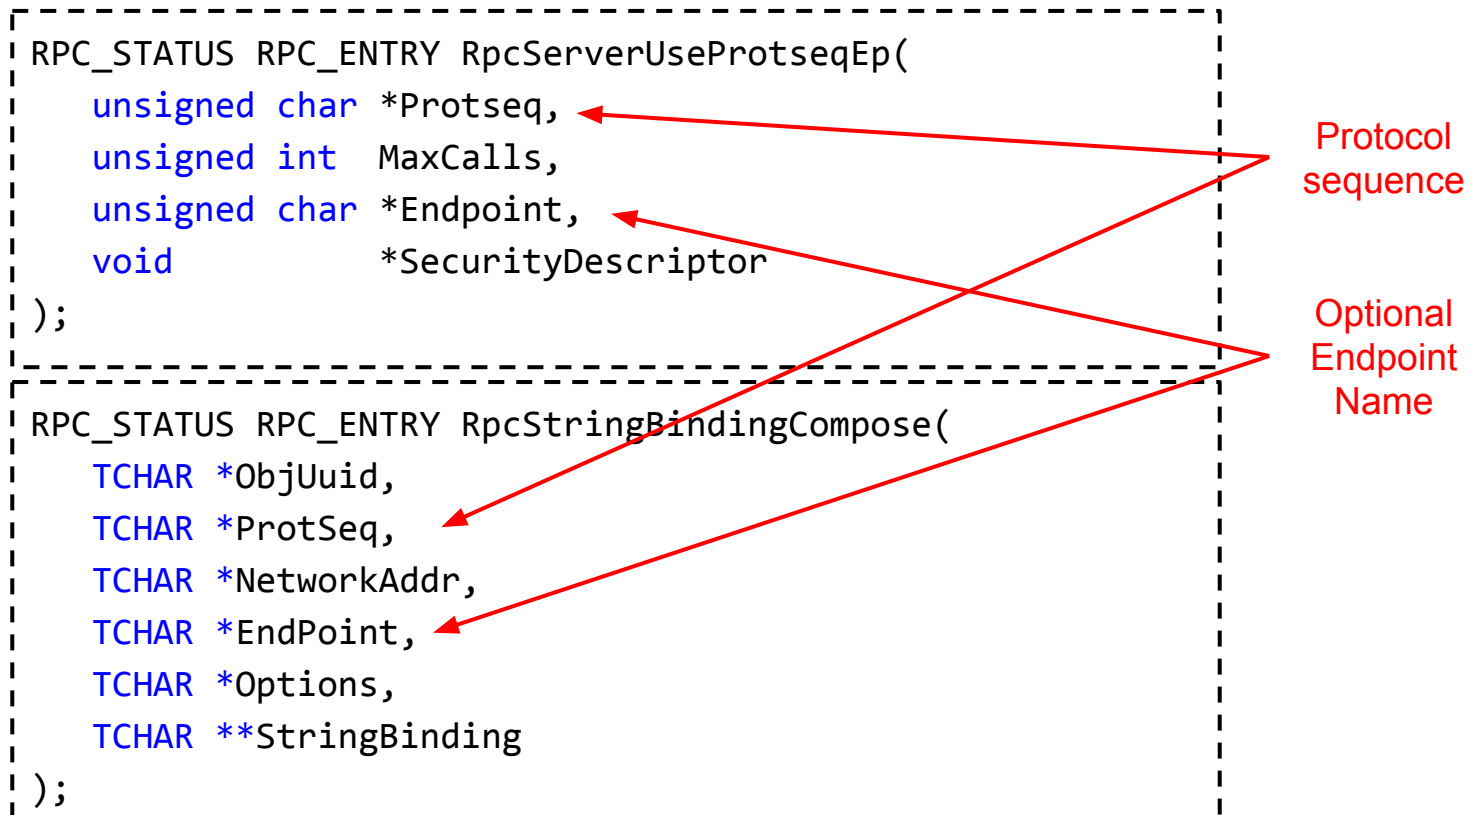 RPC_STATUS RPC_ENTRY RpcServerUseProtseqEp(
unsigned char *Protseq,
unsigned int MaxCalls,
unsigned char *Endpoint,
void *SecurityDescriptor
);
RPC_STATUS RPC_ENTRY RpcStringBindingCompose(
TCHAR *ObjUuid,
TCHAR *ProtSeq,
TCHAR *NetworkAddr,
TCHAR *EndPoint,
TCHAR *Options,
TCHAR **StringBinding
);
Protocol
sequence
Optional
Endpoint
Name